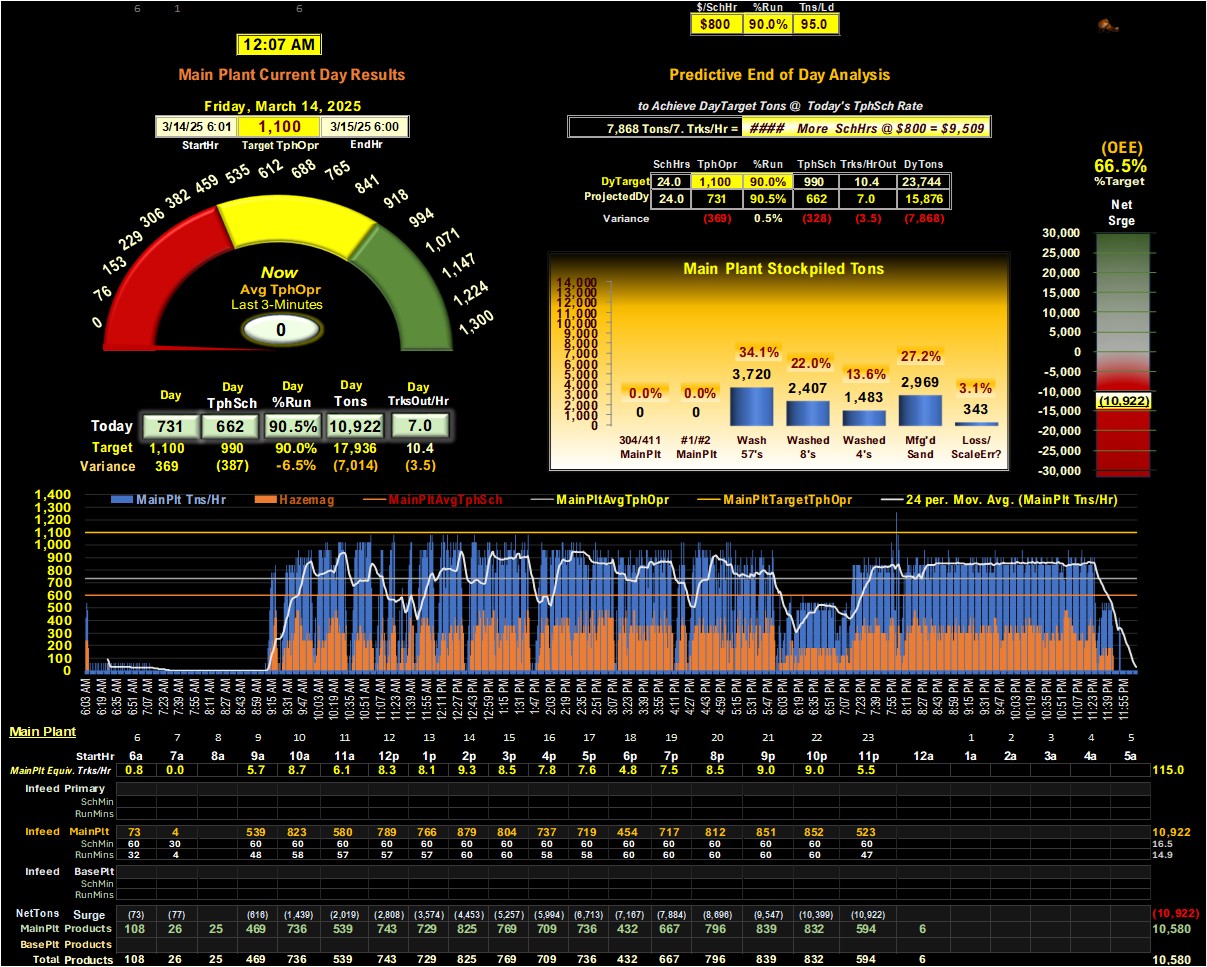 6 1 6
$/SchHr %Run Tns/Ld
$800 90.0% 95.0
12:07 AM
Main Plant Current Day Results
Predictive End of Day Analysis
Friday, March 14, 2025
to Achieve DayTarget Tons @ Today's TphSch Rate
3/14/25 6:01 1,100 3/15/25 6:00
7,868 Tons/7. Trks/Hr = #### More SchHrs @ $800 = $9,509
StartHr Target TphOpr EndHr
(OEE)
66.5%
%Target
SchHrs TphOpr %Run TphSch Trks/HrOut DyTons
DyTarget 24.0 1,100 90.0% 990 10.4 23,744
ProjectedDy 24.0 731 90.5% 662 7.0 15,876
Variance (369) 0.5% (328) (3.5) (7,868)
0 76 153 229 306 382 459 535 612 688 765 841 918 994 1,071 1,147 1,224 1,300
Now
Avg TphOpr
Last 3-Minutes
0
Net
Srge
30,000
25,000
20,000
15,000
10,000
5,000
0
-5,000
-10,000
(10,922)
-15,000
-20,000
-25,000
-30,000
Main Plant Stockpiled Tons
14,000
13,000
12,000
11,000
10,000
9,000
8,000
7,000
6,000
5,000
4,000
3,000
2,000
1,000
0
0.0% 0.0% 34.1% 22.0% 13.6% 27.2% 3.1%
0 0 3,720 2,407 1,483 2,969 343
304/411 #1/#2 Wash Washed Washed Mfg'd Loss/
MainPlt MainPlt 57's 8's 4's Sand ScaleErr?
Day Day Day Day Day
TphSch %Run Tons TrksOut/Hr
Today 731 662 90.5% 10,922 7.0
Target 1,100 990 90.0% 17,936 10.4
Variance 369 (387) -6.5% (7,014) (3.5)
MainPlt Tns/Hr Hazemag MainPltAvgTphSch MainPltAvgTphOpr MainPltTargetTphOpr 24 per. Mov. Avg. (MainPlt Tns/Hr)
1,400
1,300
1,200
1,100
1,000
900
800
700
600
500
400
300
200
100
0
6:03 AM 6:19 AM 6:35 AM 6:51 AM 7:07 AM 7:23 AM 7:39 AM 7:55 AM 8:11 AM 8:27 AM 8:43 AM 8:59 AM 9:15 AM 9:31 AM 9:47 AM 10:03 AM 10:19 AM 10:35 AM 10:51 AM 11:07 AM 11:23 AM 11:39 AM 11:55 AM 12:11 PM 12:27 PM 12:43 PM 12:59 PM 1:15 PM 1:31 PM 1:47 PM 2:03 PM 2:19 PM 2:35 PM 2:51 PM 3:07 PM 3:23 PM 3:39 PM 3:55 PM 4:11 PM 4:27 PM 4:43 PM 4:59 PM 5:15 PM 5:31 PM 5:47 PM 6:03 PM 6:19 PM 6:35 PM 6:51 PM 7:07 PM 7:23 PM 7:39 PM 7:55 PM 8:11 PM 8:27 PM 8:43 PM 8:59 PM 9:15 PM 9:31 PM 9:47 PM 10:03 PM 10:19 PM 10:35 PM 10:51 PM 11:07 PM 11:23 PM 11:39 PM 11:55 PM
Main Plant
6 7 8 9 10 11 12 13 14 15 16 17 18 19 20 21 22 23 1 2 3 4 5
StartHr 6a 7a 8a 9a 10a 11a 12p 1p 2p 3p 4p 5p 6p 7p 8p 9p 10p 11p 12a 1a 2a 3a 4a 5a
MainPlt Equiv. Trks/Hr 0.8 0.0 5.7 8.7 6.1 8.3 8.1 9.3 8.5 7.8 7.6 4.8 7.5 8.5 9.0 9.0 5.5 115.0
Infeed Primary
SchMin
RunMins
Infeed MainPlt 73 4 539 823 580 789 766 879 804 737 719 454 717 812 851 852 523 10,922
SchMin 60 30 60 60 60 60 60 60 60 60 60 60 60 60 60 60 60 16.5
RunMins 32 4 48 58 57 57 57 60 60 58 58 60 60 60 60 60 47 14.9
Infeed BasePlt
SchMin
RunMins
NetTons Surge (73) (77) (616) (1,439) (2,019) (2,808) (3,574) (4,453) (5,257) (5,994) (6,713) (7,167) (7,884) (8,696) (9,547) (10,399) (10,922) (10,922)
MainPlt Products 108 26 25 469 736 539 743 729 825 769 709 736 432 667 796 839 832 594 6 10,580
BasePlt Products
Total Products 108 26 25 469 736 539 743 729 825 769 709 736 432 667 796 839 832 594 6 10,580